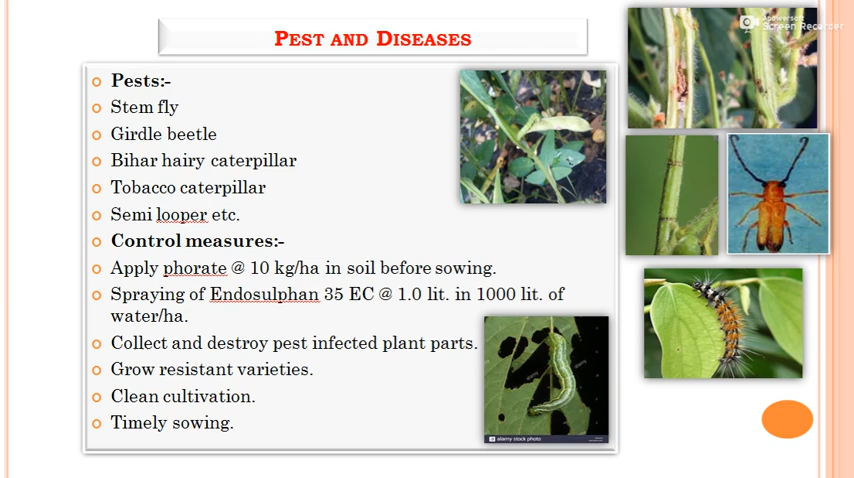 PEST AND DISEASES
Apowersoft
Screen Recorder
Pests:-
Stem fly
Girdle beetle
Bihar hairy caterpillar
Tobacco caterpillar
Semi looper etc.
Control measures:-
Apply phorate @ 10 kg/ha in soil before sowing.
Spraying of Endosulphan 35 EC @ 1.0 lit. in 1000 lit. of
water/ha.
Collect and destroy pest infected plant parts.
Grow resistant varieties.
Clean cultivation.
Timely sowing.
alamy stock photo